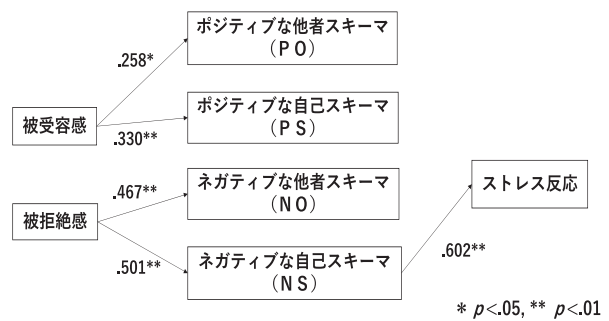 ポジティブな他者スキーマ
（ＰＯ）
.258*
ポジティブな自己スキーマ
（ＰＳ）
被受容感
.330**
ネガティブな他者スキーマ
（ＮＯ）
.467**
ストレス反応
被拒絶感
ネガティブな自己スキーマ
（ＮＳ）
.501**
.602**
* p<.05, ** p<.01